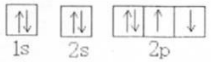 ↑↓ ↑↓ ↑↓ ↑ ↓
1s 2s 2p